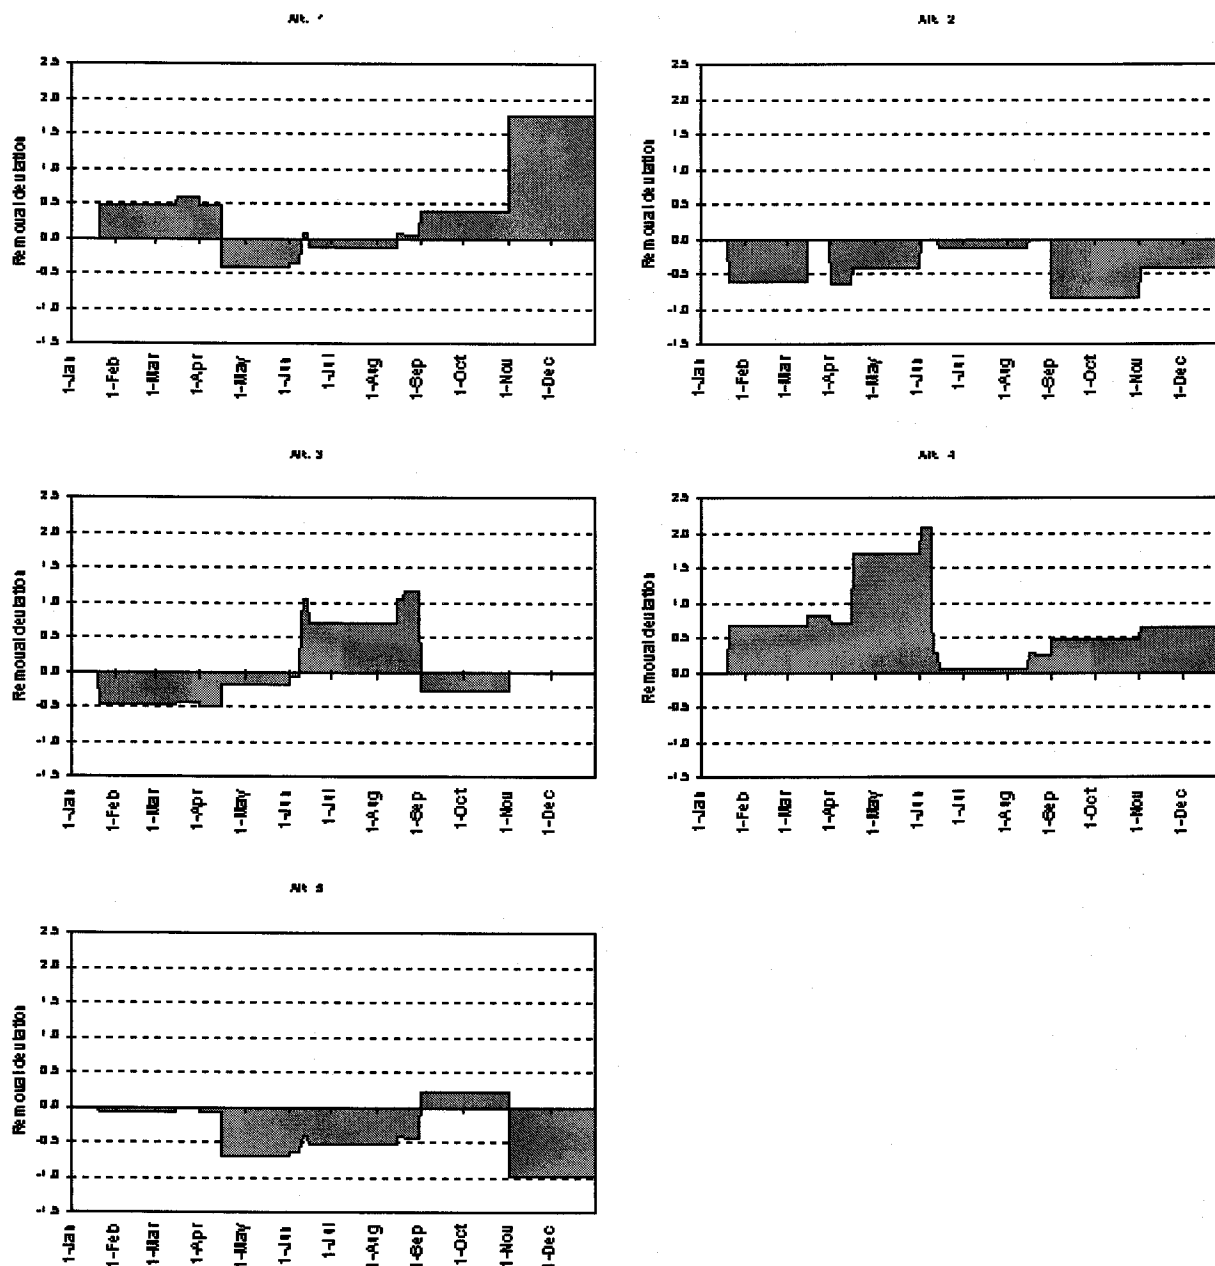 Alt. 1
2.5
2.0
1.5
1.0
0.5
0.0
-0.5
-1.0
-1.5
Removal deviation
1-Jan
1-Feb
1-Mar
1-Apr
1-May
1-Jun
1-Jul
1-Aug
1-Sep
1-Oct
1-Nov
1-Dec
Alt. 2
2.5
2.0
1.5
1.0
0.5
0.0
-0.5
-1.0
-1.5
Removal deviation
1-Jan
1-Feb
1-Mar
1-Apr
1-May
1-Jun
1-Jul
1-Aug
1-Sep
1-Oct
1-Nov
1-Dec
Alt. 3
2.5
2.0
1.5
1.0
0.5
0.0
-0.5
-1.0
-1.5
Removal deviation
1-Jan
1-Feb
1-Mar
1-Apr
1-May
1-Jun
1-Jul
1-Aug
1-Sep
1-Oct
1-Nov
1-Dec
Alt. 4
2.5
2.0
1.5
1.0
0.5
0.0
-0.5
-1.0
-1.5
Removal deviation
1-Jan
1-Feb
1-Mar
1-Apr
1-May
1-Jun
1-Jul
1-Aug
1-Sep
1-Oct
1-Nov
1-Dec
Alt. 5
2.5
2.0
1.5
1.0
0.5
0.0
-0.5
-1.0
-1.5
Removal deviation
1-Jan
1-Feb
1-Mar
1-Apr
1-May
1-Jun
1-Jul
1-Aug
1-Sep
1-Oct
1-Nov
1-Dec